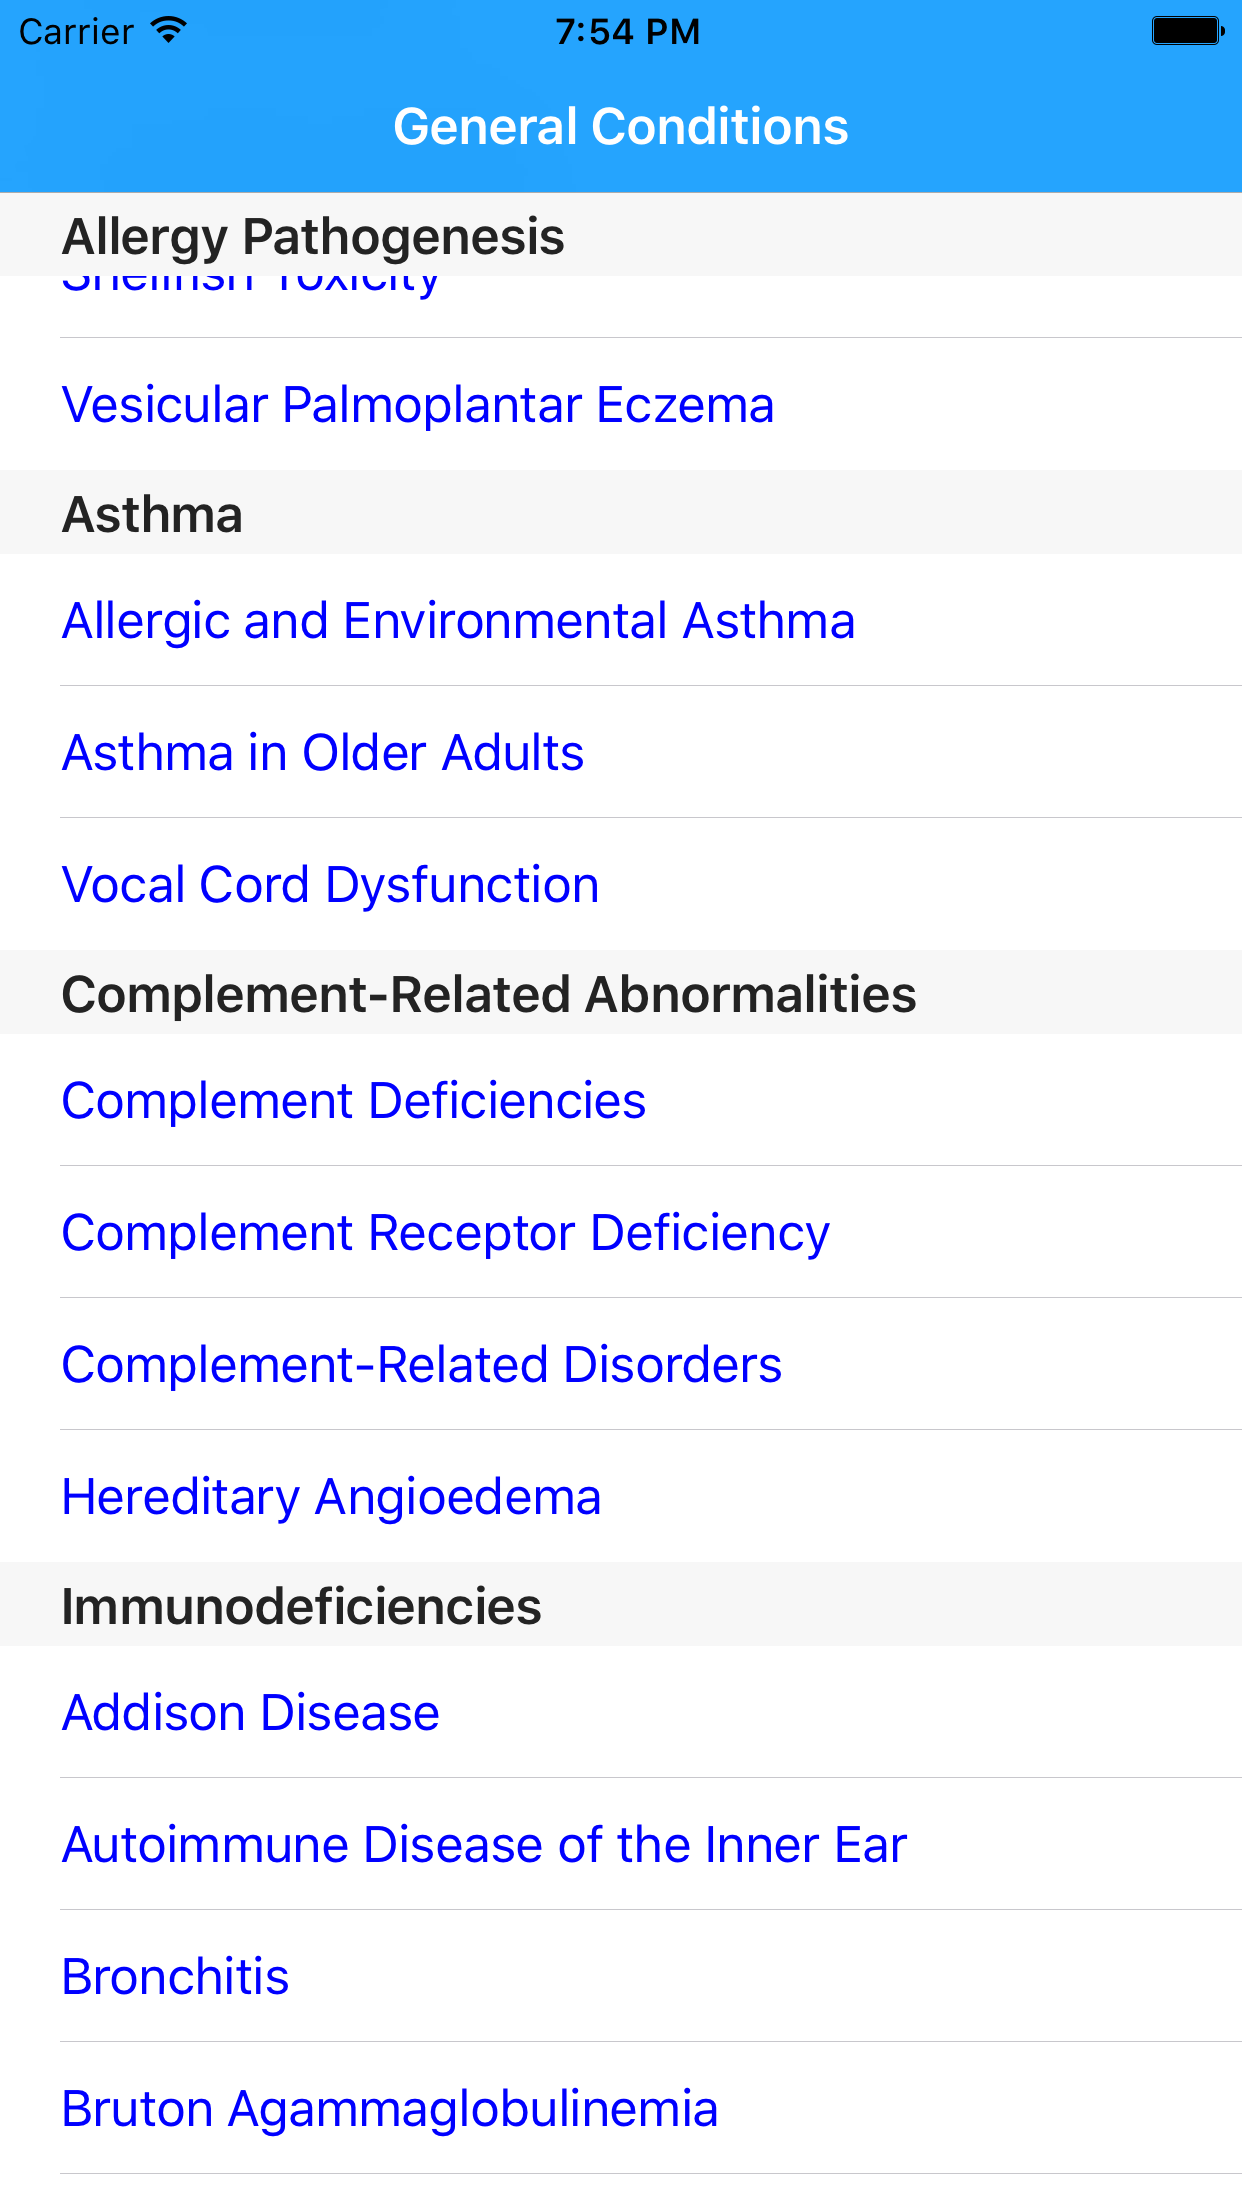 Carrier 7:54 PM
General Conditions
Allergy Pathogenesis
Shellfish Toxicity
Vesicular Palmoplantar Eczema
Asthma
Allergic and Environmental Asthma
Asthma in Older Adults
Vocal Cord Dysfunction
Complement-Related Abnormalities
Complement Deficiencies
Complement Receptor Deficiency
Complement-Related Disorders
Hereditary Angioedema
Immunodeficiencies
Addison Disease
Autoimmune Disease of the Inner Ear
Bronchitis
Bruton Agammaglobulinemia